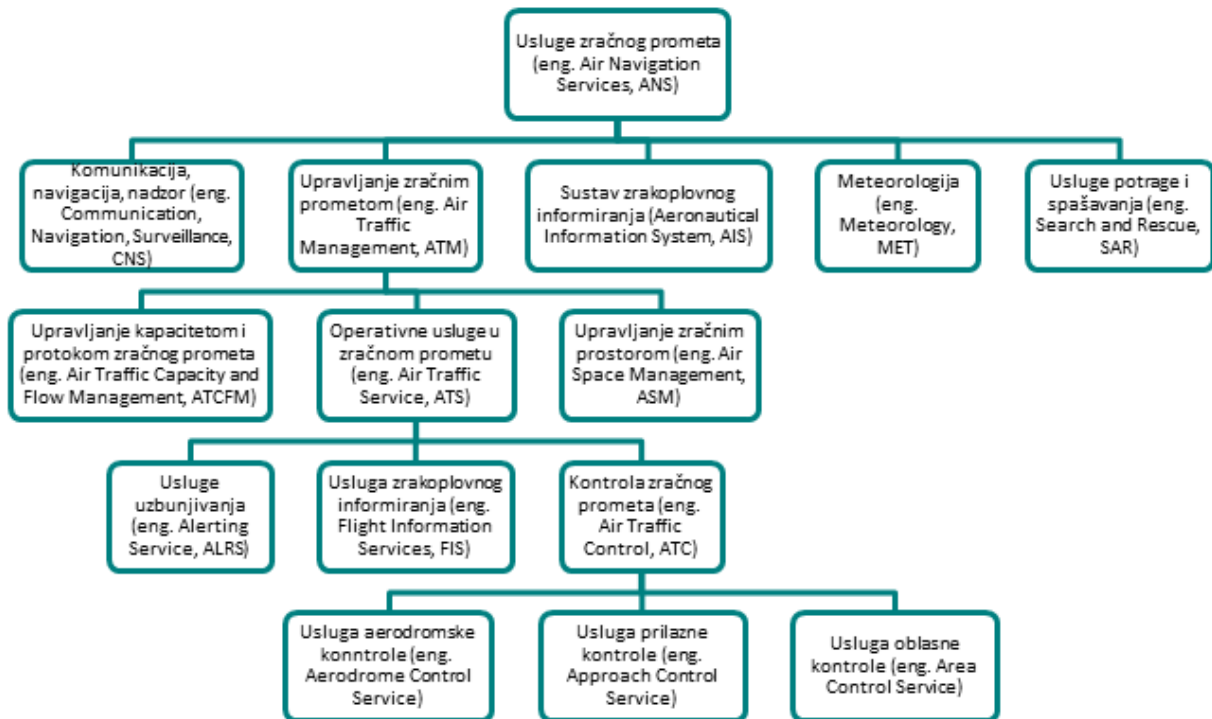 Usluge zračnog prometa
(eng. Air Navigation
Services, ANS)
Komunikacija,
navigacija, nadzor (eng.
Communication,
Navigation, Surveillance,
CNS)
Upravljanje zračnim
prometom (eng. Air
Traffic
Management, ATM)
Sustav zrakoplovnog
informiranja (Aeronautical
Information System, AIS)
Meteorologija
(eng.
Meteorology,
MET)
Usluge potrage i
spašavanja (eng.
Search and Rescue,
SAR)
Upravljanje kapacitetom i
protokom zračnog prometa
(eng. Air Traffic Capacity and
Flow Management, ATCFM)
Operativne usluge u
zračnom prometu
(eng. Air Traffic
Service, ATS)
Upravljanje zračnim
prostorom (eng. Air
Space Management,
ASM)
Usluge
uzbunjivanja
(eng. Alerting
Service, ALRS)
Usluga zrakoplovnog
informiranja (eng.
Flight Information
Services, FIS)
Kontrola zračnog
prometa (eng.
Air Traffic
Control, ATC)
Usluga aerodromske
konntrole (eng.
Aerodrome Control
Service)
Usluga prilazne
kontrole (eng.
Approach Control
Service)
Usluga oblasne
kontrole (eng. Area
Control Service)